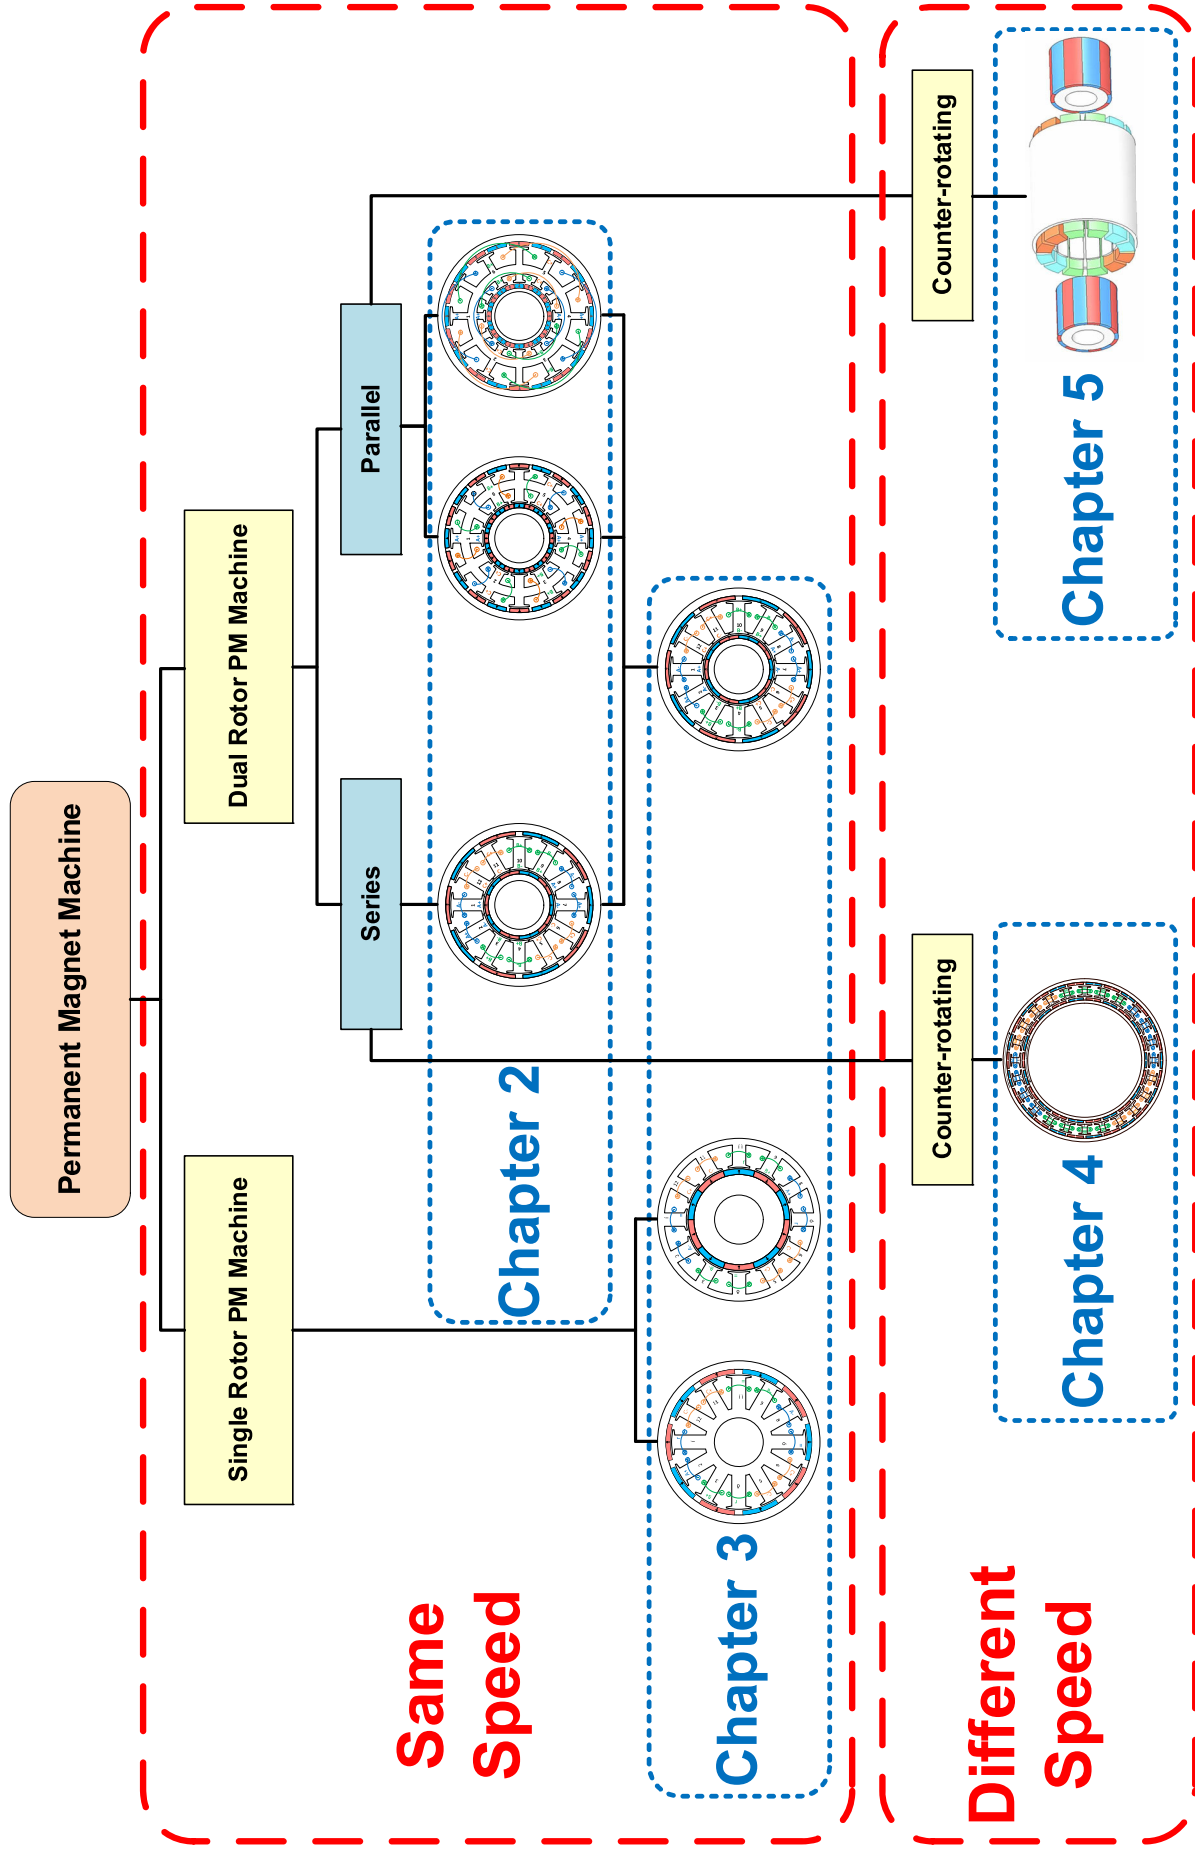 Permanent Magnet Machine
Single Rotor PM Machine
Dual Rotor PM Machine
Series
Parallel
Same
Speed
Chapter 2
Chapter 3
Counter-rotating
Counter-rotating
Different
Speed
Chapter 4
Chapter 5